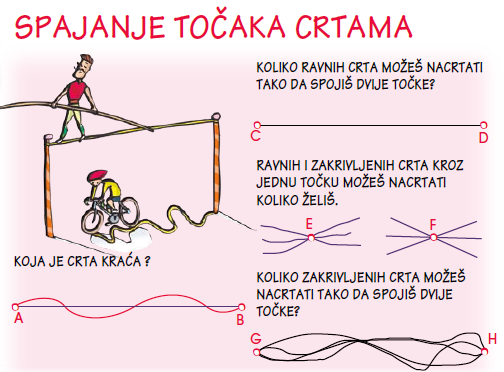 SPAJANJE TOČAKA CRTAMA
KOLIKO RAVNIH CRTA MOŽEŠ NACRTATI
TAKO DA SPOJIŠ DVIJE TOČKE?
C
D
RAVNIH I ZAKRIVLJENIH CRTA KROZ
JEDNU TOČKU MOŽEŠ NACRTATI
KOLIKO ŽELIŠ.
E
F
KOJA JE CRTA KRAĆA ?
A
B
KOLIKO ZAKRIVLJENIH CRTA MOŽEŠ
NACRTATI TAKO DA SPOJIŠ DVIJE
TOČKE?
G
H